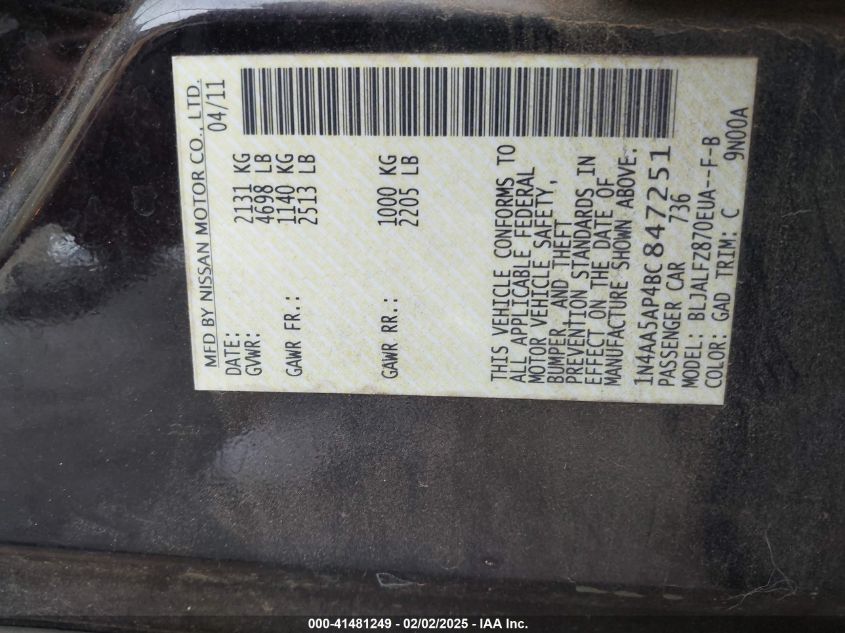 MFD BY NISSAN MOTOR CO., LTD.
DATE: 04/11
GVWR: 2131 KG
4698 LB
GAWR FR.: 1140 KG
2513 LB
GAWR RR.: 1000 KG
2205 LB
THIS VEHICLE CONFORMS TO
ALL APPLICABLE FEDERAL
MOTOR VEHICLE SAFETY,
BUMPER, AND THEFT
PREVENTION STANDARDS IN
EFFECT ON THE DATE OF
MANUFACTURE SHOWN ABOVE.
1N4AA5AP4BC847251
PASSENGER CAR 736
MODEL: BLJALFZ870EUA--F-B
COLOR: GAD TRIM: C 9N00A
000-41481249 - 02/02/2025 - IAA Inc.